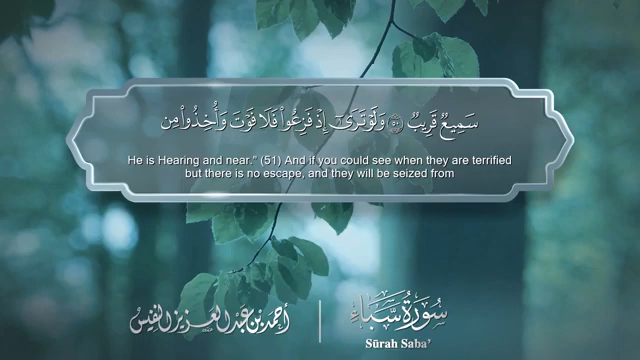 سَمِيعٌ قَرِيبٌ ۝٥٠ وَلَوْ تَرَىٰٓ إِذْ فَزِعُوا۟ فَلَا فَوْتَ وَأُخِذُوا۟ مِن
He is Hearing and near.” (51) And if you could see when they are terrified
but there is no escape, and they will be seized from
أحمد بن عبد العزيز النفيس | سُورَةُ سَبَإٍ
Sūrah Saba’